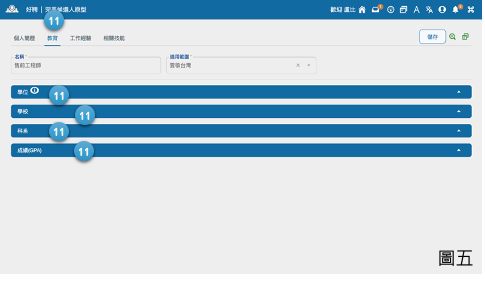 好聘 | 完美候選人原型
歡迎 盧比
11
個人簡歷 教育 工作經驗 相關技能
儲存
名稱*
售前工程師
適用範圍*
雲發台灣
單位
11
學校
11
科系
11
成績(GPA)
11
圖五